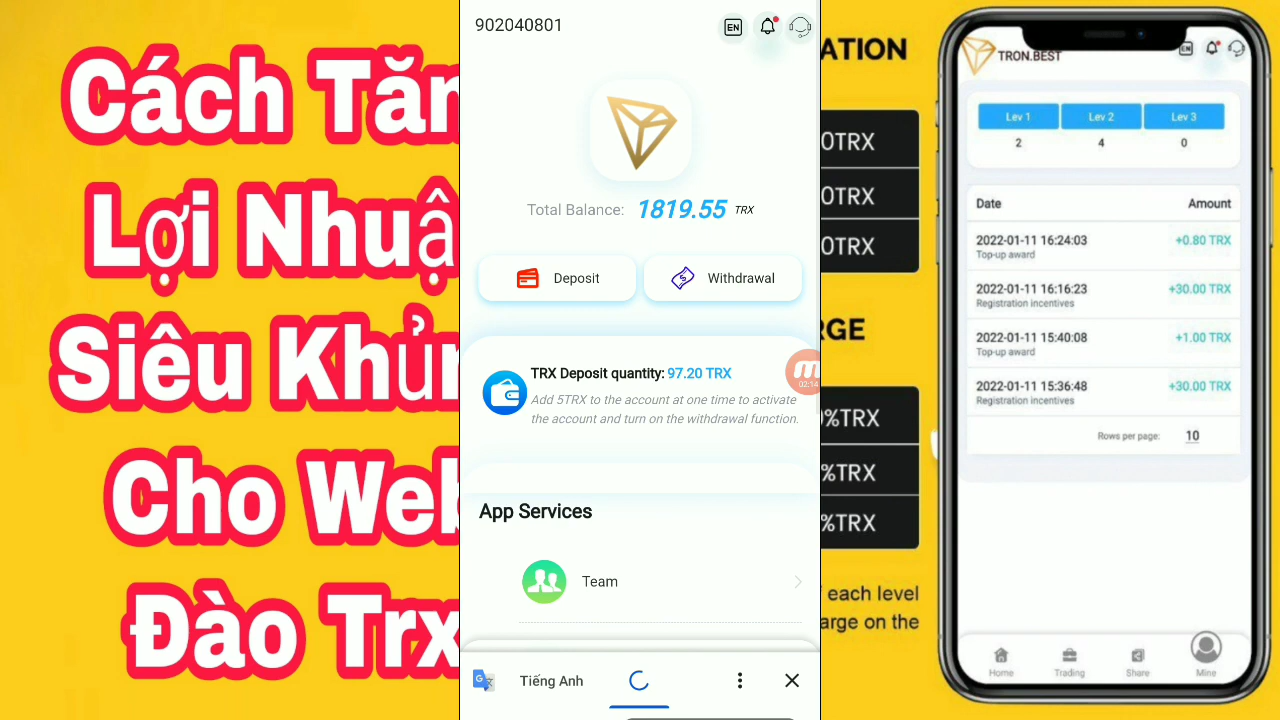 Cách Tăn
Lợi Nhuậ
Siêu Khủn
Cho Web
Đào Trx
902040801
EN
Total Balance: 1819.55 TRX
Deposit
Withdrawal
TRX Deposit quantity: 97.20 TRX
Add 5TRX to the account at one time to activate
the account and turn on the withdrawal function.
02:14
App Services
Team
Tiếng Anh
ATION
0TRX
0TRX
0TRX
RGE
%TRX
%TRX
%TRX
each level
arge on the
TRON.BEST
EN
Lev 1 Lev 2 Lev 3
2 4 0
Date Amount
2022-01-11 16:24:03 +0.80 TRX
Top-up award
2022-01-11 16:16:23 +30.00 TRX
Registration incentives
2022-01-11 15:40:08 +1.00 TRX
Top-up award
2022-01-11 15:36:48 +30.00 TRX
Registration incentives
Rows per page: 10
Home Trading Share Mine